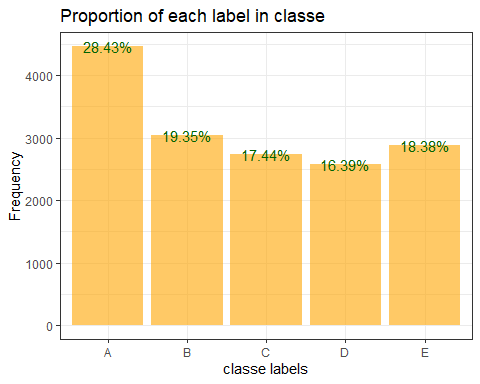 Proportion of each label in classe
28.43%
19.35%
17.44%
16.39%
18.38%
4000
3000
2000
1000
0
Frequency
A B C D E
classe labels